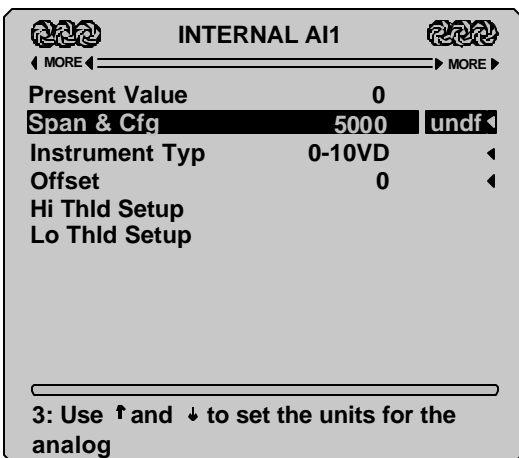 INTERNAL AI1
MORE MORE
Present Value 0
Span & Cfg 5000 undf
Instrument Typ 0-10VD
Offset 0
Hi Thld Setup
Lo Thld Setup
3: Use ↑ and ↓ to set the units for the
analog